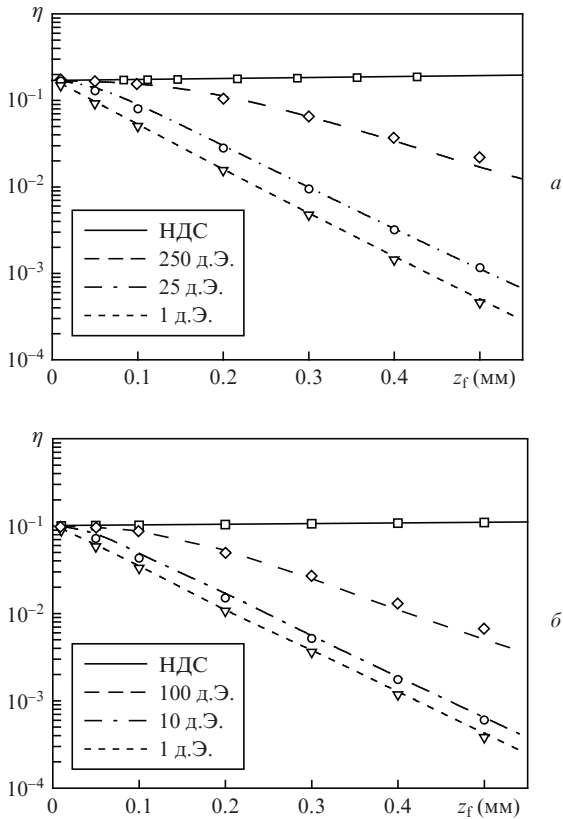 η
10⁻¹
10⁻²
10⁻³
10⁻⁴
НДС
250 д.Э.
25 д.Э.
1 д.Э.
0
0.1
0.2
0.3
0.4
z_f (мм)
а
η
10⁻¹
10⁻²
10⁻³
10⁻⁴
НДС
100 д.Э.
10 д.Э.
1 д.Э.
0
0.1
0.2
0.3
0.4
z_f (мм)
б